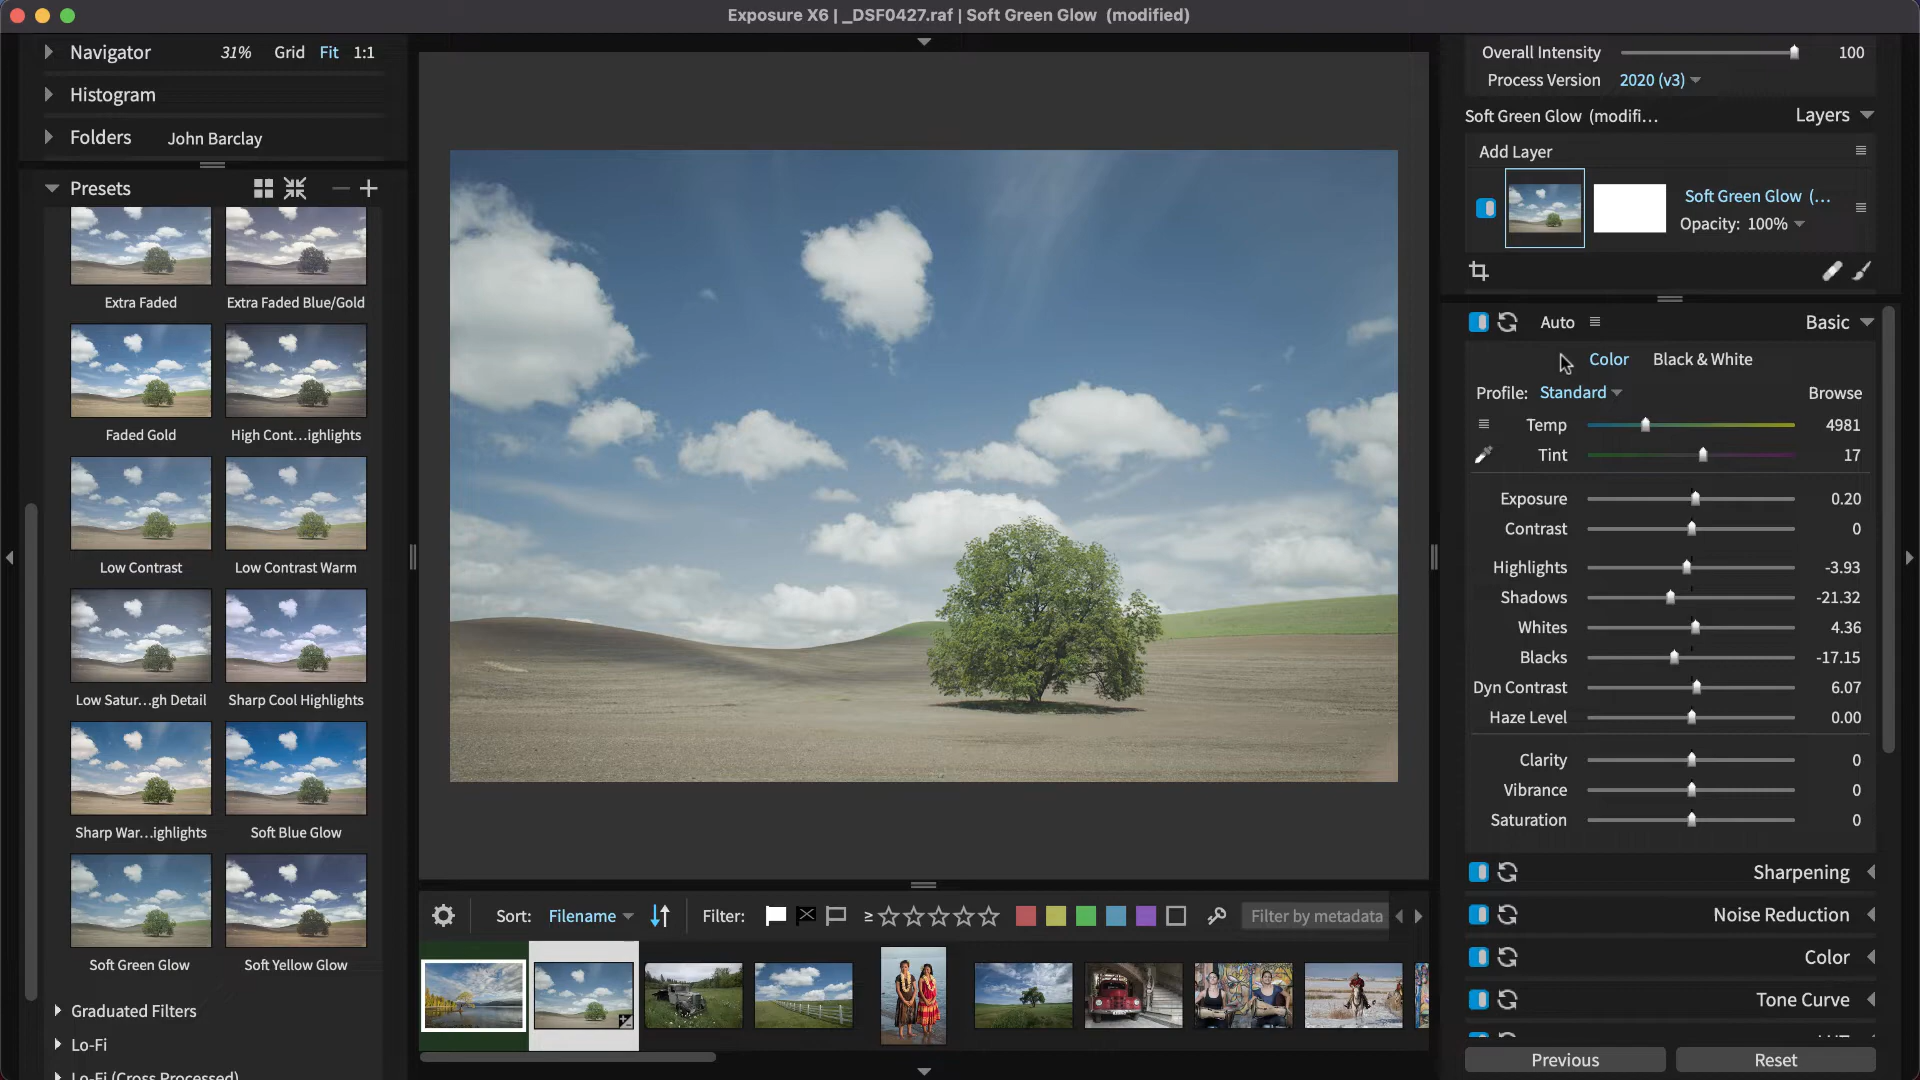 Exposure X6 | _DSF0427.raf | Soft Green Glow (modified)
Navigator 31% Grid Fit 1:1
Histogram
Folders John Barclay
Presets
Extra Faded Extra Faded Blue/Gold
Faded Gold High Cont...ighlights
Low Contrast Low Contrast Warm
Low Satur...gh Detail Sharp Cool Highlights
Sharp War...ighlights Soft Blue Glow
Soft Green Glow Soft Yellow Glow
Graduated Filters
Lo-Fi
Lo-Fi (Cross Processed)
Sort: Filename Filter: ≥ Filter by metadata
Overall Intensity 100
Process Version 2020 (v3)
Soft Green Glow (modifi... Layers
Add Layer
Soft Green Glow (...
Opacity: 100%
Auto Basic
Color Black & White
Profile: Standard Browse
Temp 4981
Tint 17
Exposure 0.20
Contrast 0
Highlights -3.93
Shadows -21.32
Whites 4.36
Blacks -17.15
Dyn Contrast 6.07
Haze Level 0.00
Clarity 0
Vibrance 0
Saturation 0
Sharpening
Noise Reduction
Color
Tone Curve
Previous Reset